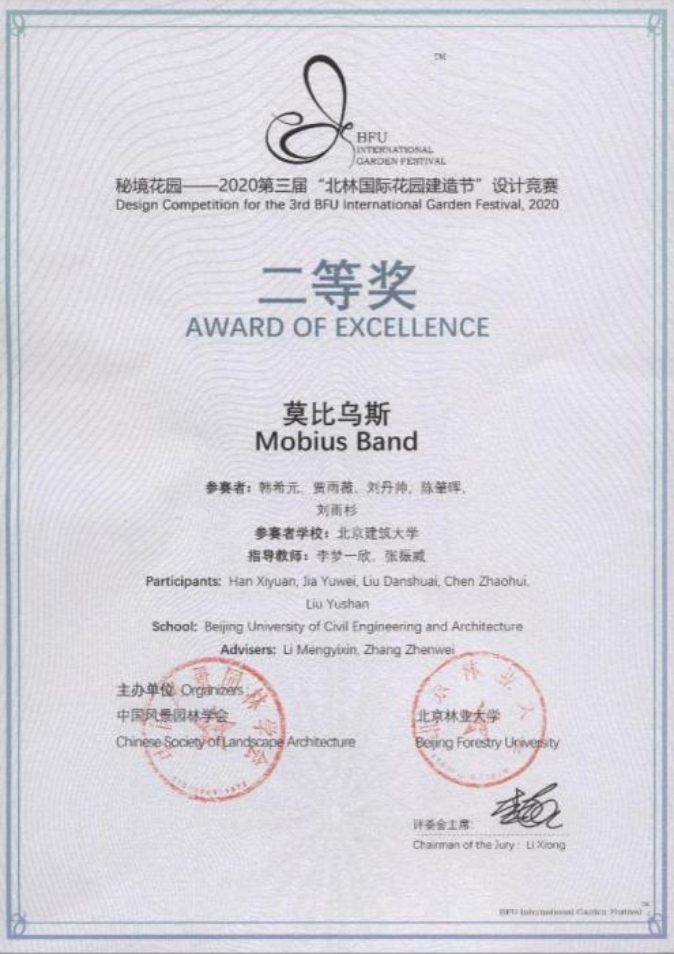 TM
BFU
INTERNATIONAL
GARDEN FESTIVAL
秘境花园——2020第三届“北林国际花园建造节”设计竞赛
Design Competition for the 3rd BFU International Garden Festival, 2020
二等奖
AWARD OF EXCELLENCE
莫比乌斯
Mobius Band
参赛者：韩希元、贾雨薇、刘丹帅、陈肇晖、
刘雨杉
参赛者学校：北京建筑大学
指导教师：李梦一欣、张振威
Participants: Han Xiyuan, Jia Yuwei, Liu Danshuai, Chen Zhaohui,
Liu Yushan
School: Beijing University of Civil Engineering and Architecture
Advisers: Li Mengyixin, Zhang Zhenwei
主办单位 Organizers
中国风景园林学会
Chinese Society of Landscape Architecture
北京林业大学
Beijing Forestry University
评委会主席：
Chairman of the Jury：Li Xiong
BFU International Garden Festival
TM